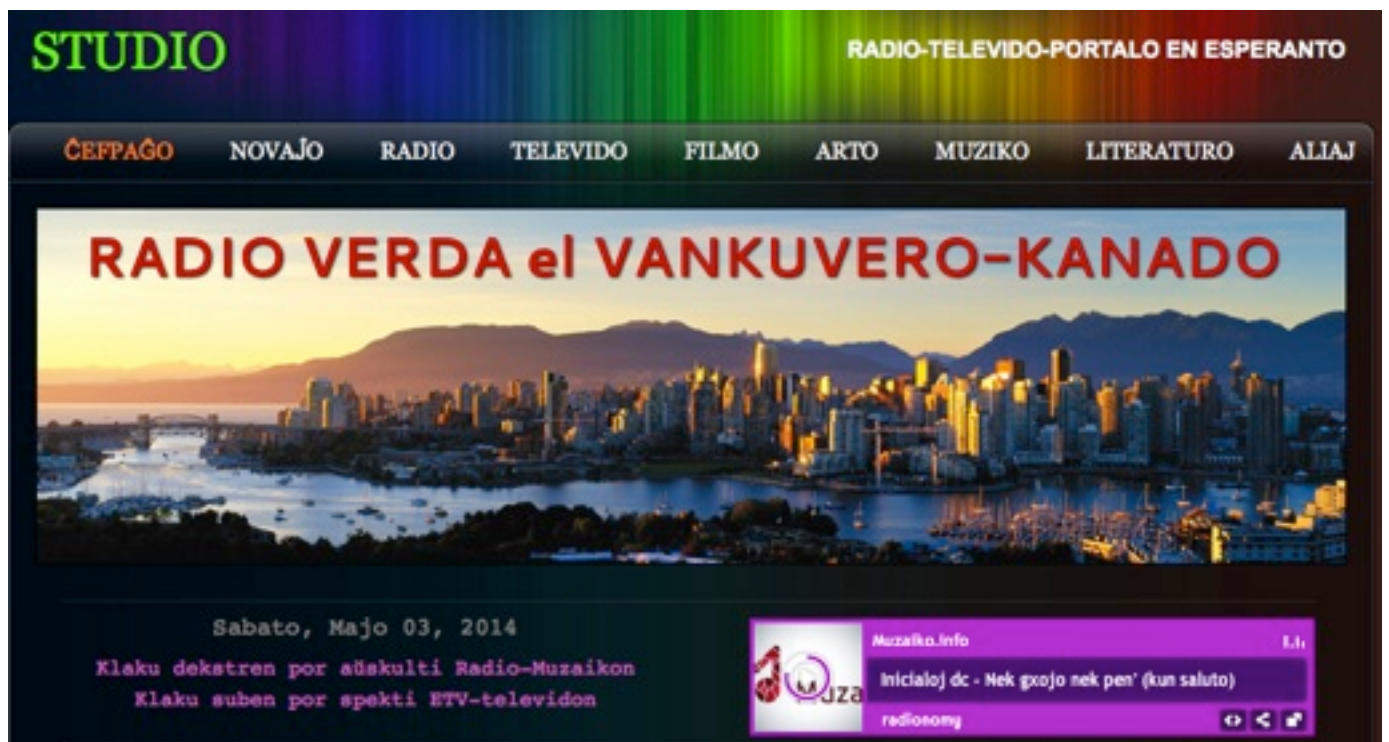 STUDIO
RADIO-TELEVIDO-PORTALO EN ESPERANTO
ĈEFPAĜO NOVAĴO RADIO TELEVIDO FILMO ARTO MUZIKO LITERATURO ALIAJ
RADIO VERDA el VANKUVERO-KANADO
Sabato, Majo 03, 2014
Klaku dekstren por aŭskulti Radio-Muzaikon
Klaku suben por spekti ETV-televidon
Muzaiko.info
Muza
Inicialoj dc - Nek gxojo nek pen' (kun saluto)
radionomy